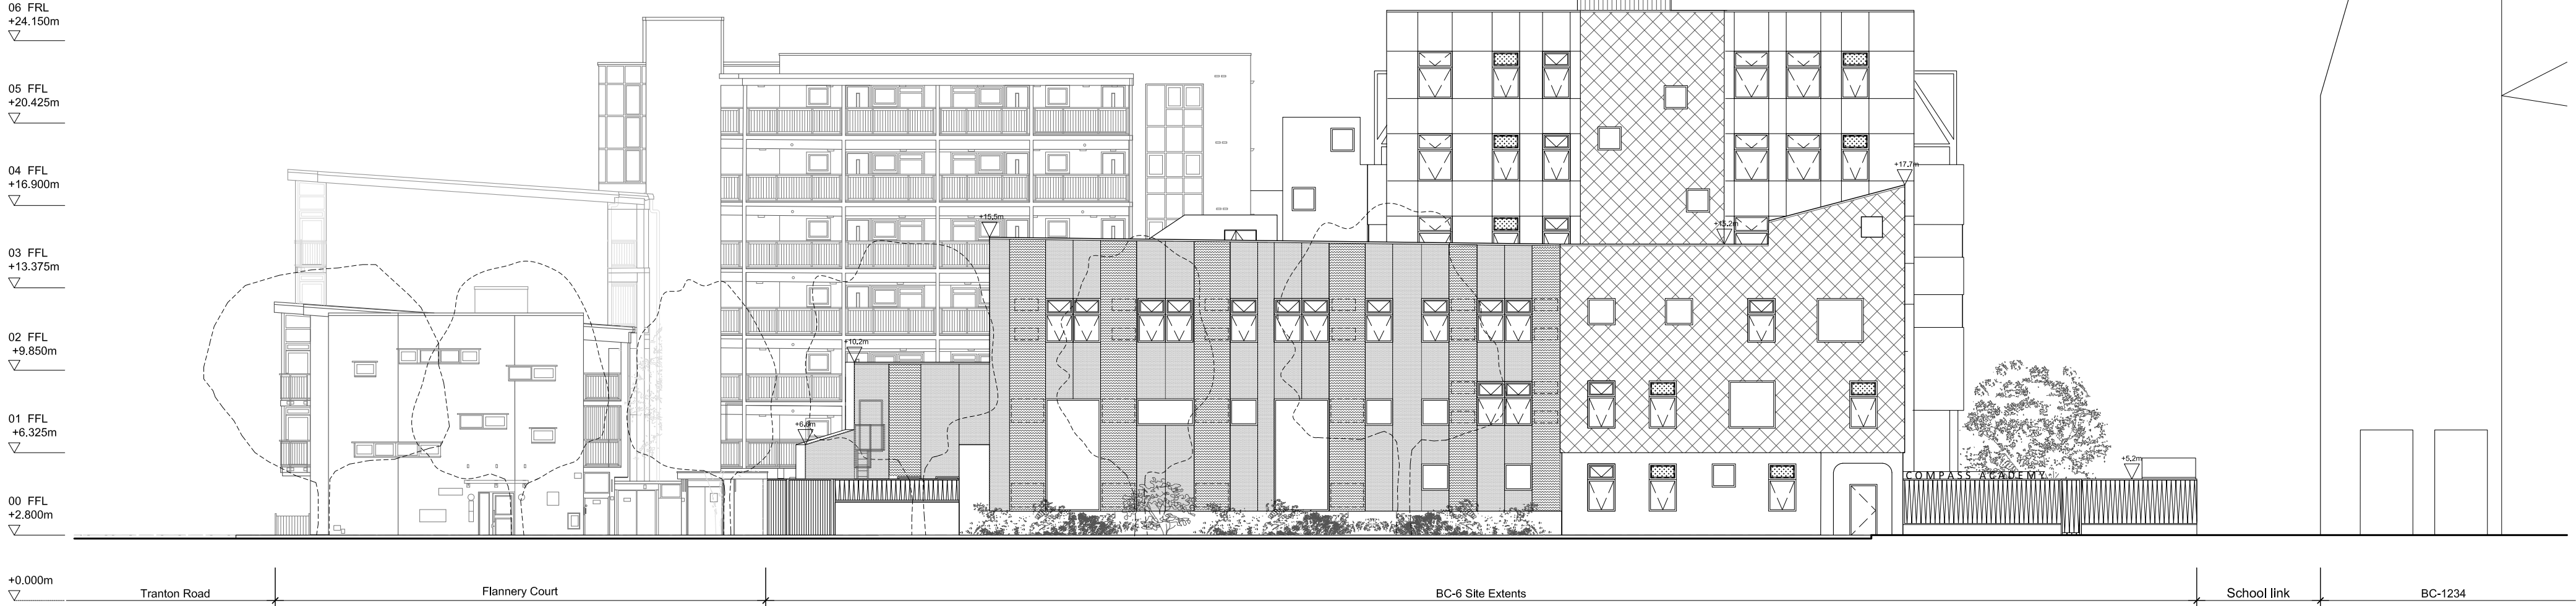 06 FRL
+24.150m
05 FFL
+20.425m
04 FFL
+16.900m
03 FFL
+13.375m
02 FFL
+9.850m
01 FFL
+6.325m
00 FFL
+2.800m
+0.000m
+17.7m
+15.5m
+15.2m
+10.2m
+6.8m
+5.2m
COMPASS ACADEMY
Tranton Road
Flannery Court
BC-6 Site Extents
School link
BC-1234